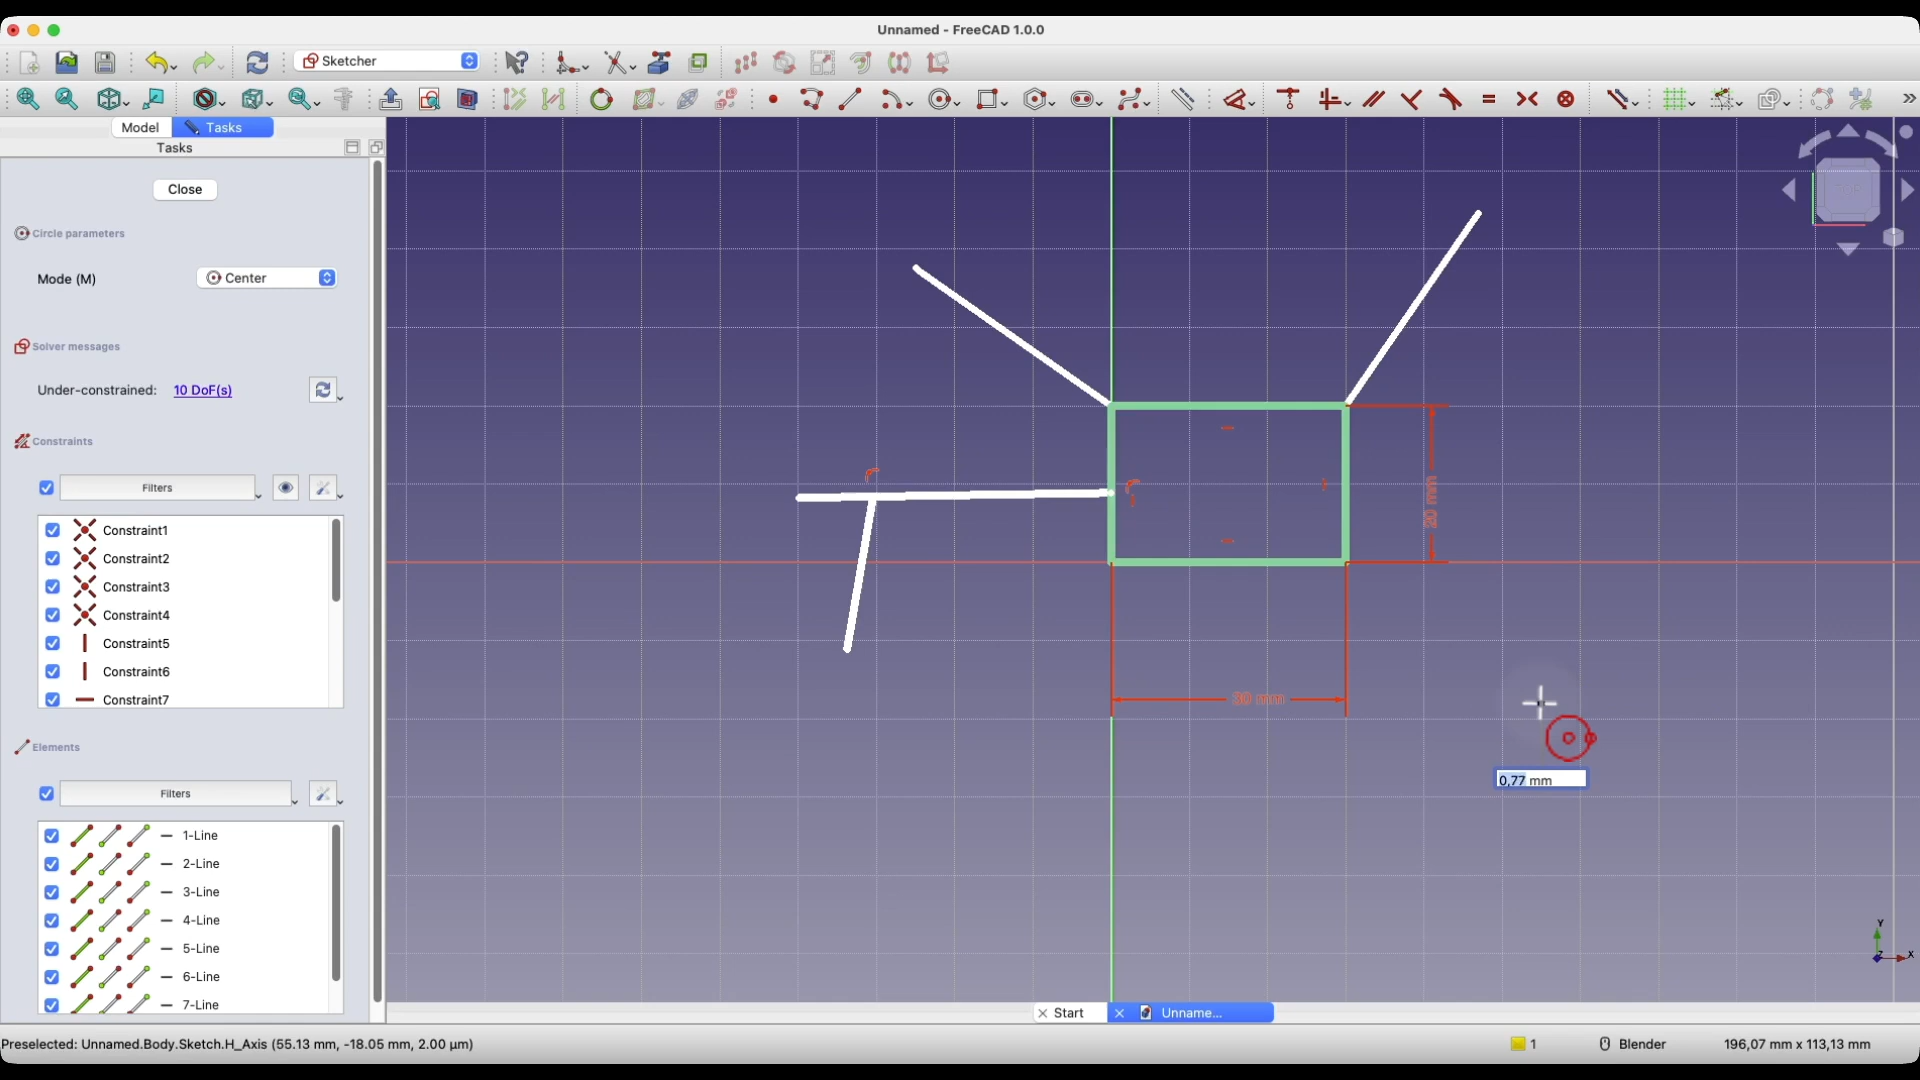 Unnamed - FreeCAD 1.0.0
Sketcher
Model
Tasks
Tasks
Close
Circle parameters
Mode (M)
Center
Solver messages
Under-constrained:
10 DoF(s)
Constraints
Filters
Constraint1
Constraint2
Constraint3
Constraint4
Constraint5
Constraint6
Constraint7
Elements
Filters
1-Line
2-Line
3-Line
4-Line
5-Line
6-Line
7-Line
20 mm
30 mm
0,77 mm
Y
Z
X
Start
Unname...
Preselected: Unnamed.Body.Sketch.H_Axis (55.13 mm, -18.05 mm, 2.00 µm)
1
Blender
196,07 mm x 113,13 mm